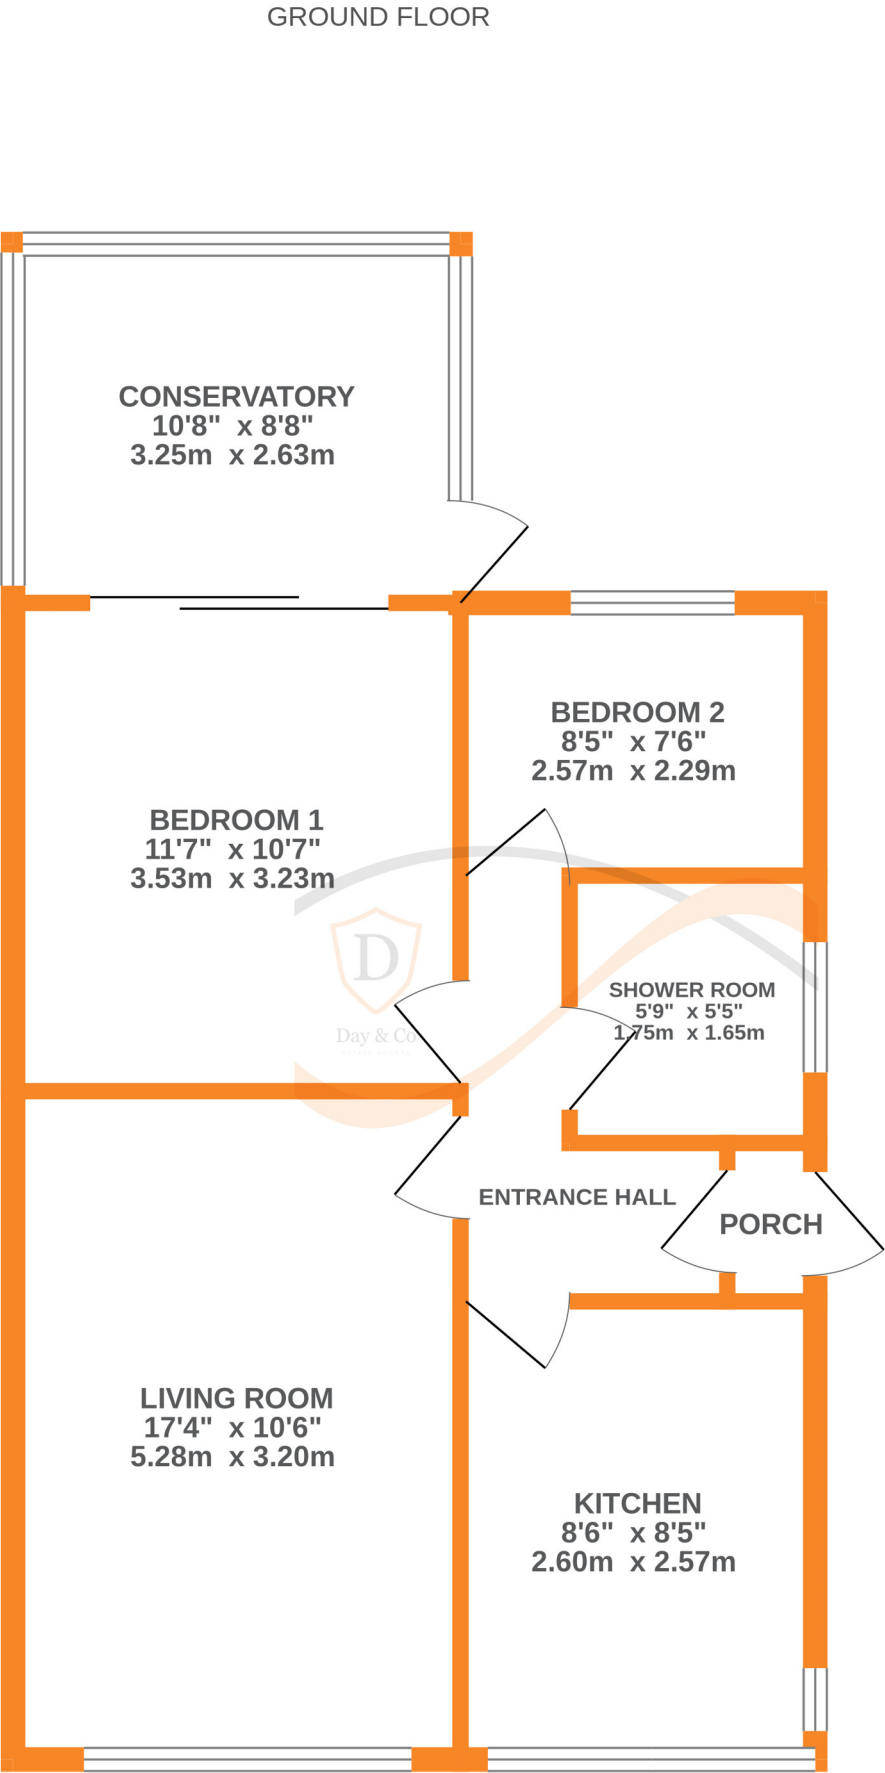 GROUND FLOOR
CONSERVATORY
10'8" x 8'8"
3.25m x 2.63m
BEDROOM 2
8'5" x 7'6"
2.57m x 2.29m
BEDROOM 1
11'7" x 10'7"
3.53m x 3.23m
D
Day & Co
ESTATE AGENTS
SHOWER ROOM
5'9" x 5'5"
1.75m x 1.65m
ENTRANCE HALL
PORCH
LIVING ROOM
17'4" x 10'6"
5.28m x 3.20m
KITCHEN
8'6" x 8'5"
2.60m x 2.57m